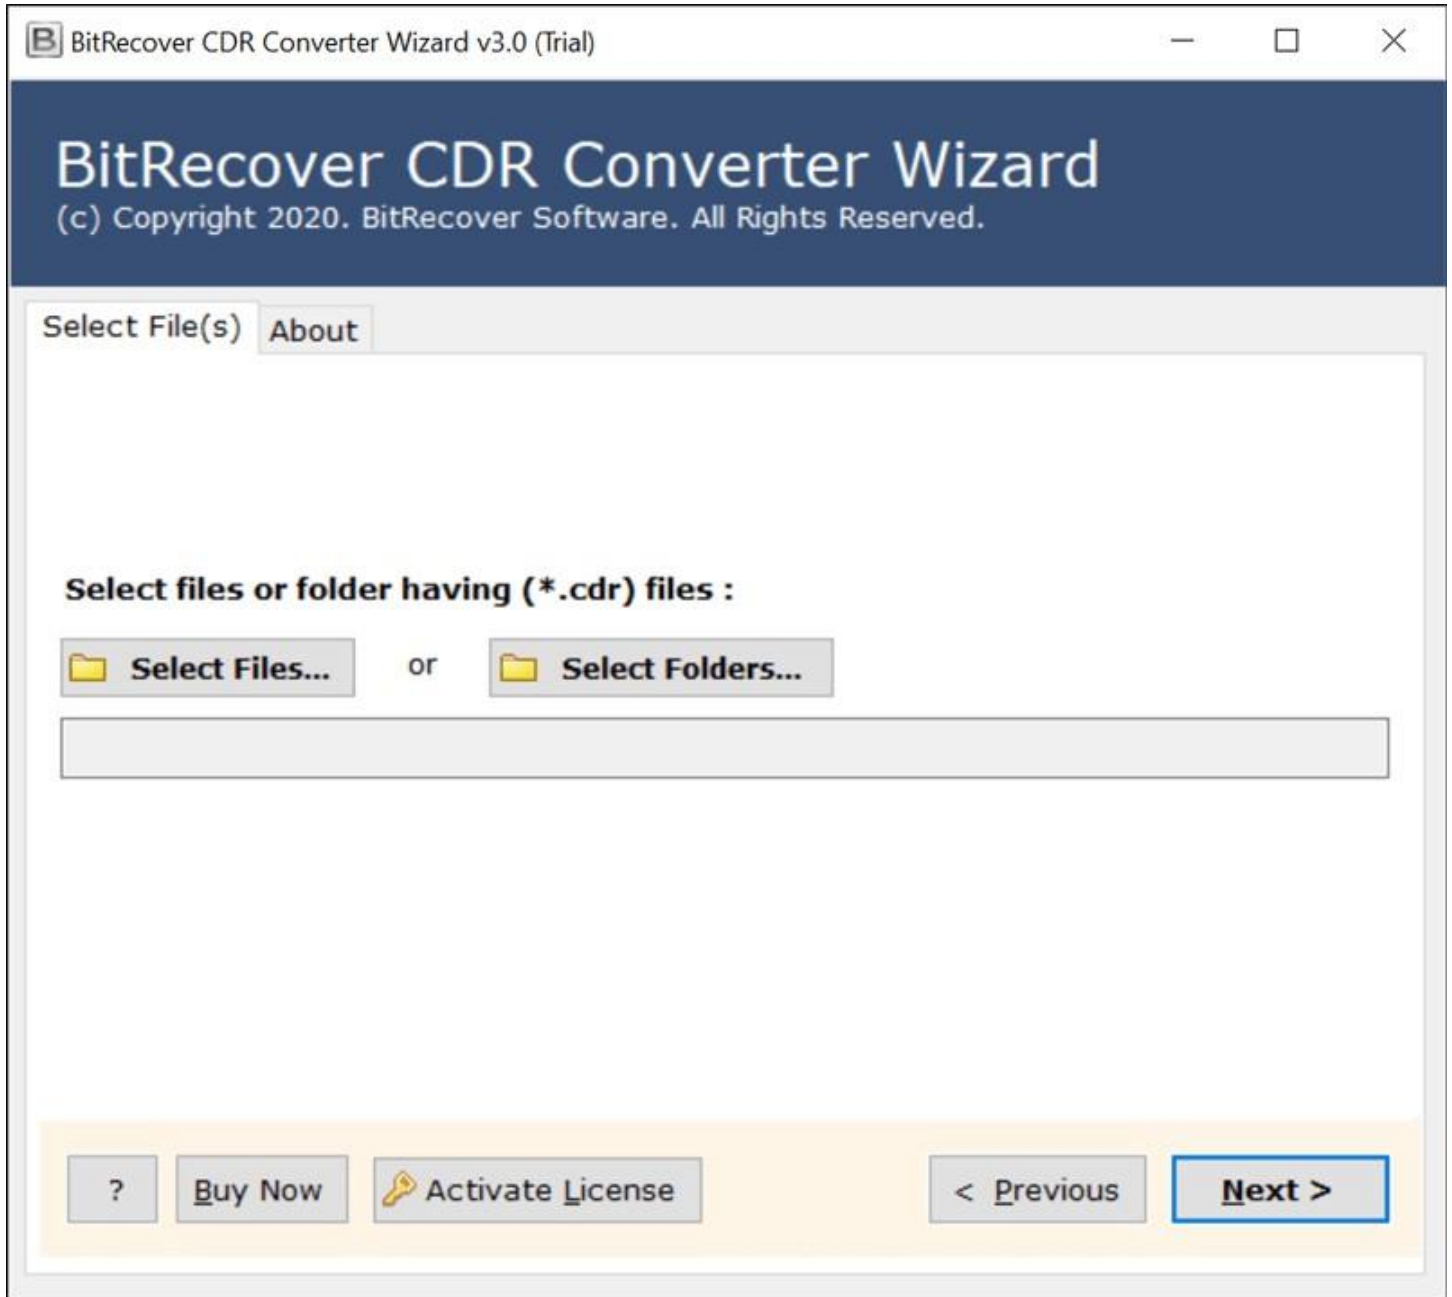 B BitRecover CDR Converter Wizard v3.0 (Trial)
BitRecover CDR Converter Wizard
(c) Copyright 2020. BitRecover Software. All Rights Reserved.
Select File(s) About
Select files or folder having (*.cdr) files :
Select Files... or Select Folders...
? Buy Now Activate License < Previous Next >